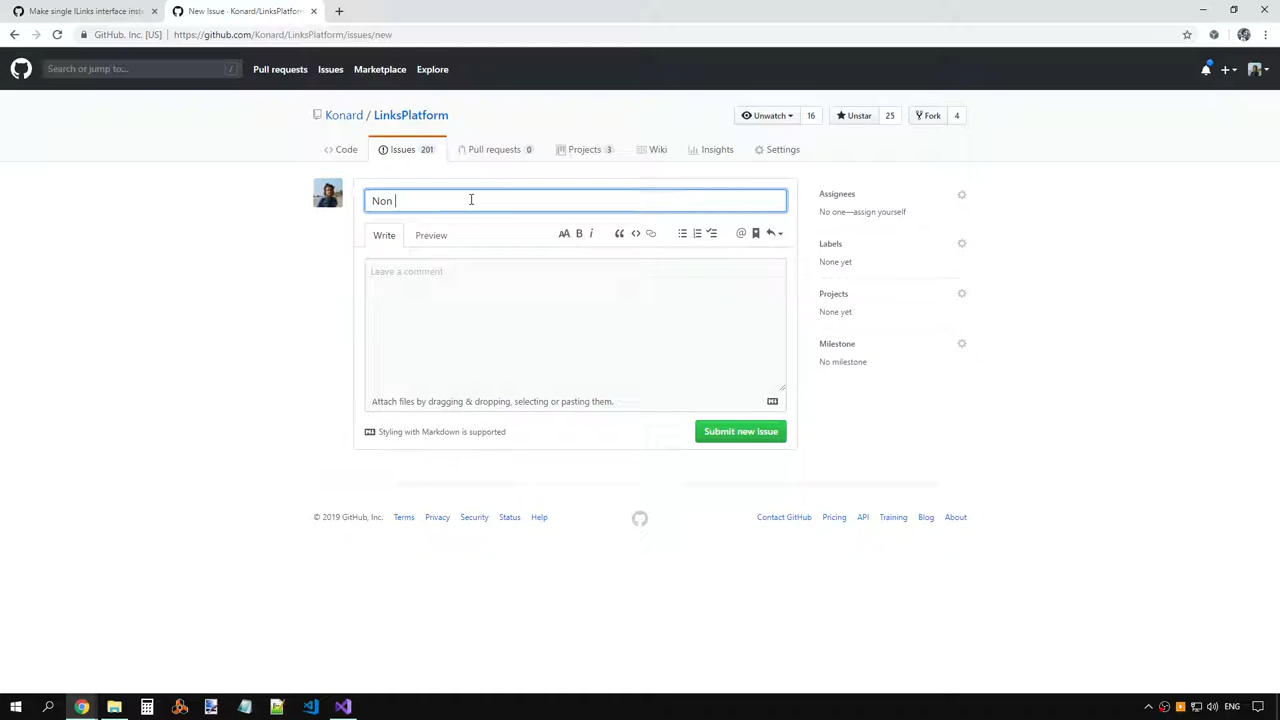 Make single ILinks interface inste
New Issue · Konard/LinksPlatform
GitHub, Inc. [US] https://github.com/Konard/LinksPlatform/issues/new
Search or jump to... / Pull requests Issues Marketplace Explore
Konard / LinksPlatform Unwatch 16 Unstar 25 Fork 4
Code Issues 201 Pull requests 0 Projects 3 Wiki Insights Settings
Non
Write Preview
Leave a comment
Attach files by dragging & dropping, selecting or pasting them.
Styling with Markdown is supported Submit new issue
Assignees
No one—assign yourself
Labels
None yet
Projects
None yet
Milestone
No milestone
© 2019 GitHub, Inc. Terms Privacy Security Status Help Contact GitHub Pricing API Training Blog About
ENG